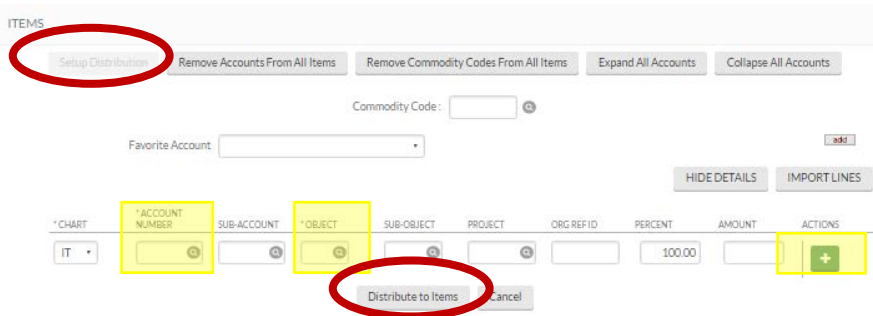 ITEMS
Setup Distribution Remove Accounts From All Items Remove Commodity Codes From All Items Expand All Accounts Collapse All Accounts
Commodity Code :
Favorite Account add
HIDE DETAILS IMPORT LINES
* CHART * ACCOUNT NUMBER SUB-ACCOUNT * OBJECT SUB-OBJECT PROJECT ORG REF ID PERCENT AMOUNT ACTIONS
IT 100.00 +
Distribute to Items Cancel